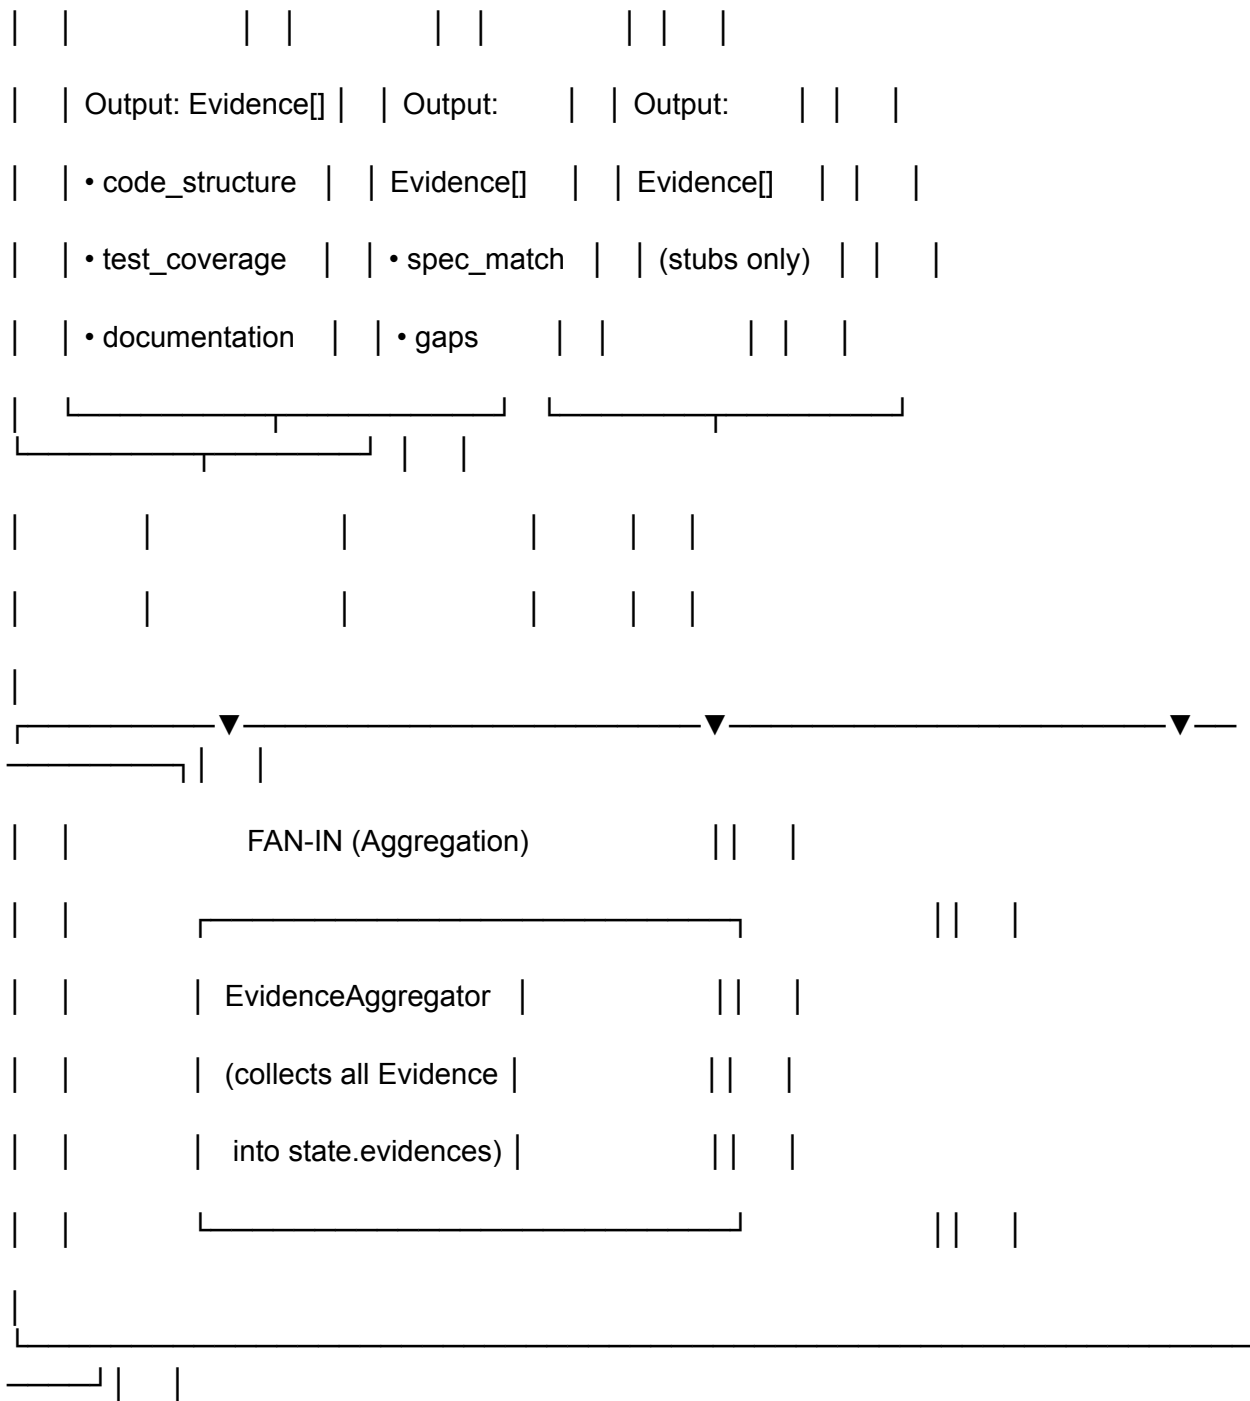 │ │ │ │ │ │ │ │ │
│ │ Output: Evidence[] │ │ Output: │ │ Output: │ │ │
│ │ • code_structure │ │ Evidence[] │ │ Evidence[] │ │ │
│ │ • test_coverage │ │ • spec_match │ │ (stubs only) │ │ │
│ │ • documentation │ │ • gaps │ │ │ │ │
│ └─────────┬──────────┘ └───────┬────────┘
└────────┬───────┘ │ │
│ │ │ │ │ │
│ │ │ │ │ │
│
┌─────────▼──────────────────────▼─────────────────────▼──
────────┐│ │
│ │ FAN-IN (Aggregation) ││ │
│ │ ┌─────────────────────────┐ ││ │
│ │ │ EvidenceAggregator │ ││ │
│ │ │ (collects all Evidence │ ││ │
│ │ │ into state.evidences) │ ││ │
│ │ └─────────────────────────┘ ││ │
│
└───────────────────────────────────────────────────────────
────┘│ │